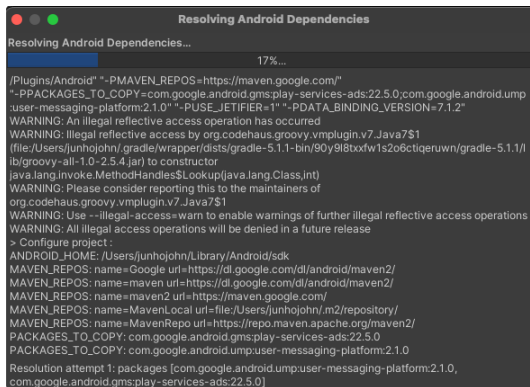 Resolving Android Dependencies
Resolving Android Dependencies...
17%...
/Plugins/Android" "-PMAVEN_REPOS=https://maven.google.com/"
"-PPACKAGES_TO_COPY=com.google.android.gms:play-services-ads:22.5.0;com.google.android.ump
:user-messaging-platform:2.1.0" "-PUSE_JETIFIER=1" "-PDATA_BINDING_VERSION=7.1.2"
WARNING: An illegal reflective access operation has occurred
WARNING: Illegal reflective access by org.codehaus.groovy.vmplugin.v7.Java7$1
(file:/Users/junhojohn/.gradle/wrapper/dists/gradle-5.1.1-bin/90y9l8txxfw1s2o6ctiqeruwn/gradle-5.1.1/l
ib/groovy-all-1.0-2.5.4.jar) to constructor
java.lang.invoke.MethodHandles$Lookup(java.lang.Class,int)
WARNING: Please consider reporting this to the maintainers of
org.codehaus.groovy.vmplugin.v7.Java7$1
WARNING: Use --illegal-access=warn to enable warnings of further illegal reflective access operations
WARNING: All illegal access operations will be denied in a future release
> Configure project :
ANDROID_HOME: /Users/junhojohn/Library/Android/sdk
MAVEN_REPOS: name=Google url=https://dl.google.com/dl/android/maven2/
MAVEN_REPOS: name=maven url=https://dl.google.com/dl/android/maven2/
MAVEN_REPOS: name=maven2 url=https://maven.google.com/
MAVEN_REPOS: name=MavenLocal url=file:/Users/junhojohn/.m2/repository/
MAVEN_REPOS: name=MavenRepo url=https://repo.maven.apache.org/maven2/
PACKAGES_TO_COPY: com.google.android.gms:play-services-ads:22.5.0
PACKAGES_TO_COPY: com.google.android.ump:user-messaging-platform:2.1.0
Resolution attempt 1: packages [com.google.android.ump:user-messaging-platform:2.1.0,
com.google.android.gms:play-services-ads:22.5.0]